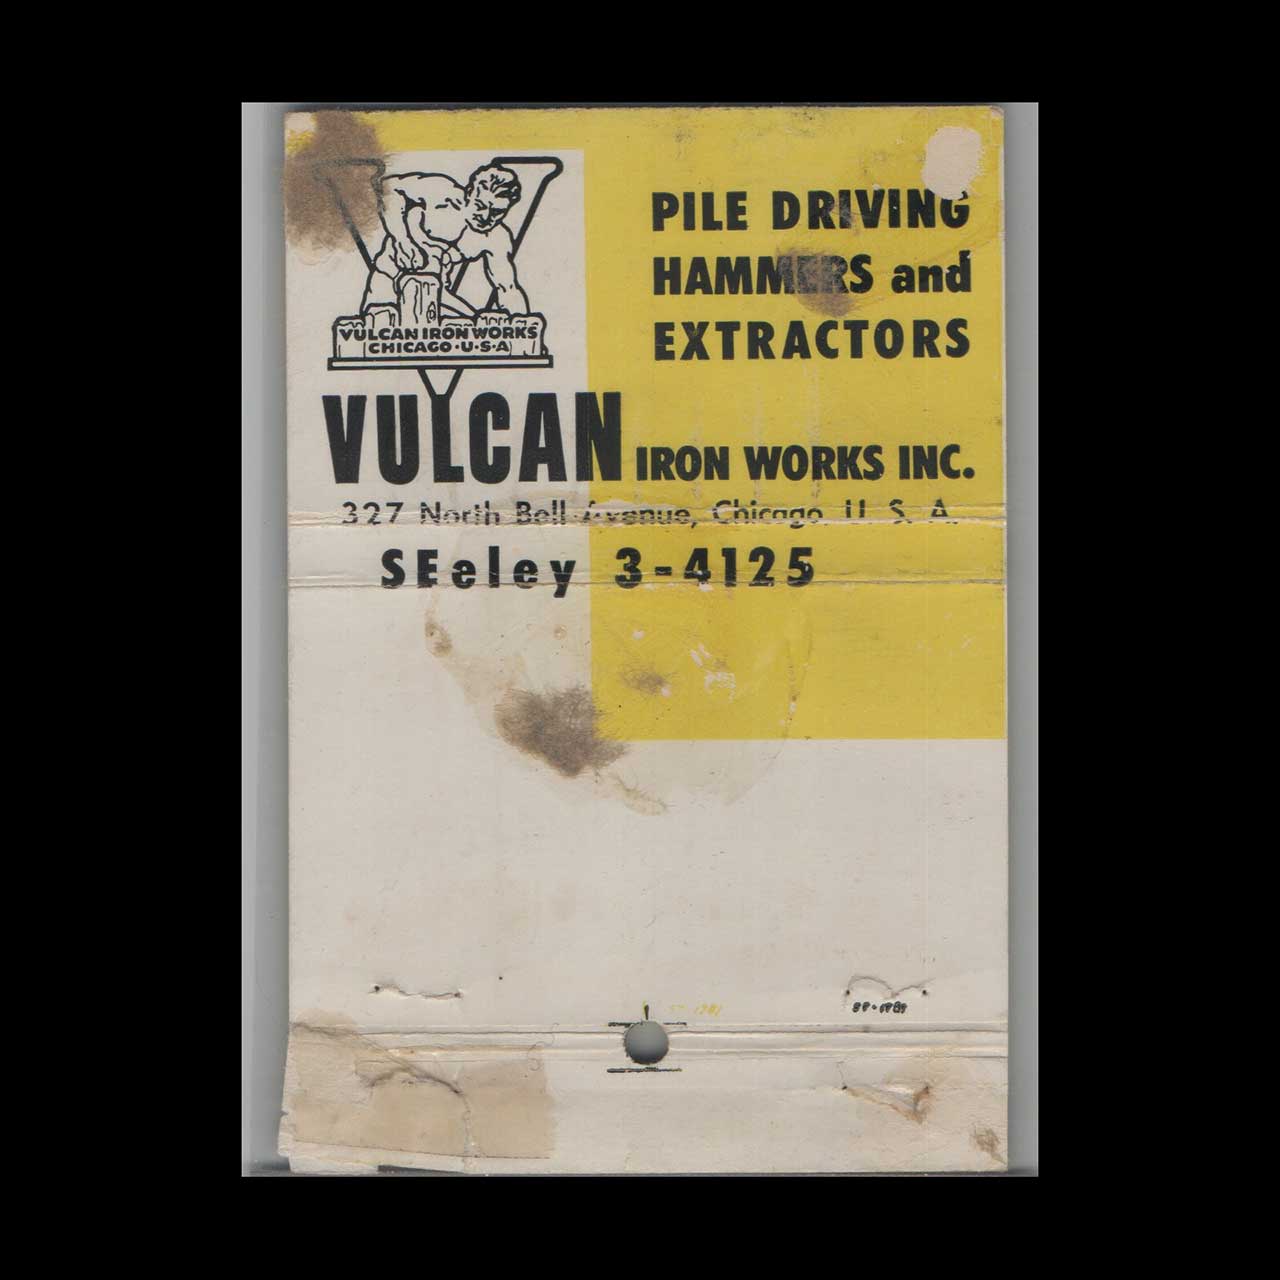 PILE DRIVING
HAMMERS and
EXTRACTORS
VULCAN IRON WORKS
CHICAGO·U·S·A
VULCAN IRON WORKS INC.
327 North Bell Avenue, Chicago, U. S. A.
SEeley 3-4125